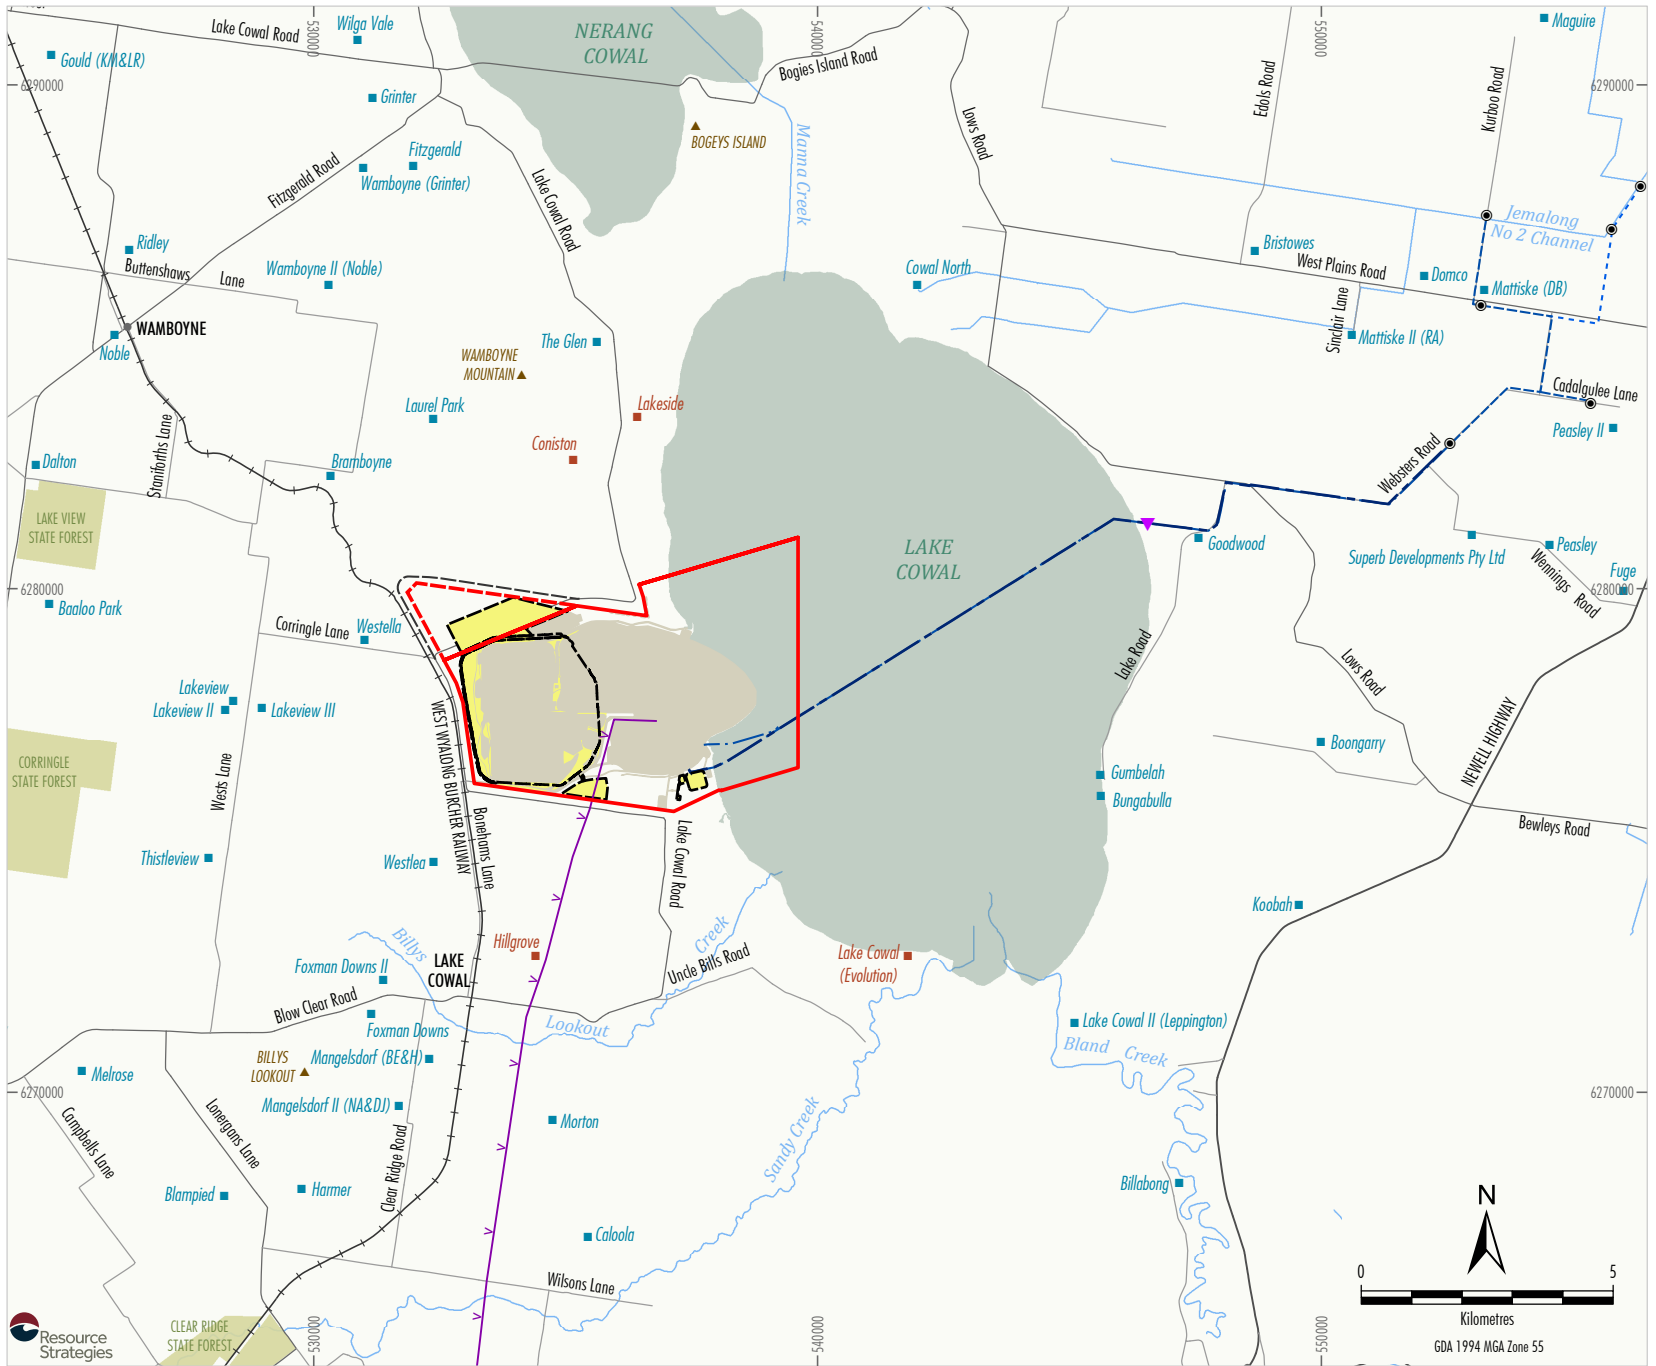 Lake Cowal Road
Wilga Vale
530000
NERANG
COWAL
540000
Bogies Island Road
550000
Maguire
Gould (KM&LR)
6290000
Grinter
Edols Road
Kurboo Road
6290000
BOGEYS ISLAND
Manna Creek
Lows Road
Fitzgerald Road
Fitzgerald
Wamboyne (Grinter)
Lake Cowal Road
Jemalong
No 2 Channel
Ridley
Buttenshaws Lane
Wamboyne II (Noble)
Cowal North
Bristowes
West Plains Road
Domco
Mattiske (DB)
Sinclair Lane
WAMBOYNE
Noble
The Glen
Mattiske II (RA)
WAMBOYNE
MOUNTAIN
Laurel Park
Lakeside
Cadalgulee Lane
Peasley II
Coniston
Staniforths Lane
Dalton
Bramboyne
Websters Road
LAKE VIEW
STATE FOREST
LAKE
COWAL
Goodwood
Superb Developments Pty Ltd
Peasley
Wennings Road
Fuge
6280000
6280000
Baaloo Park
Corringle Lane
Westella
Lake Road
Lows Road
Lakeview
Lakeview II
Lakeview III
WEST WYALONG BURCHER RAILWAY
NEWELL HIGHWAY
CORRINGLE
STATE FOREST
Wests Lane
Boongarry
Gumbelah
Bungabulla
Bonehams Lane
Lake Cowal Road
Bewleys Road
Thistleview
Westlea
Koobah
Billys
Creek
Hillgrove
LAKE
COWAL
Lake Cowal
(Evolution)
Uncle Bills Road
Foxman Downs II
Blow Clear Road
Foxman Downs
Lookout
Lake Cowal II (Leppington)
Bland Creek
BILLYS
LOOKOUT
Mangelsdorf (BE&H)
Melrose
6270000
6270000
Mangelsdorf II (NA&DJ)
Morton
Campbells Lane
Lonergans Lane
Clear Ridge Road
Sandy Creek
Blampied
Harmer
Billabong
N
Caloola
Wilsons Lane
0 5
Kilometres
GDA 1994 MGA Zone 55
CLEAR RIDGE
STATE FOREST
530000
540000
550000
Resource
Strategies